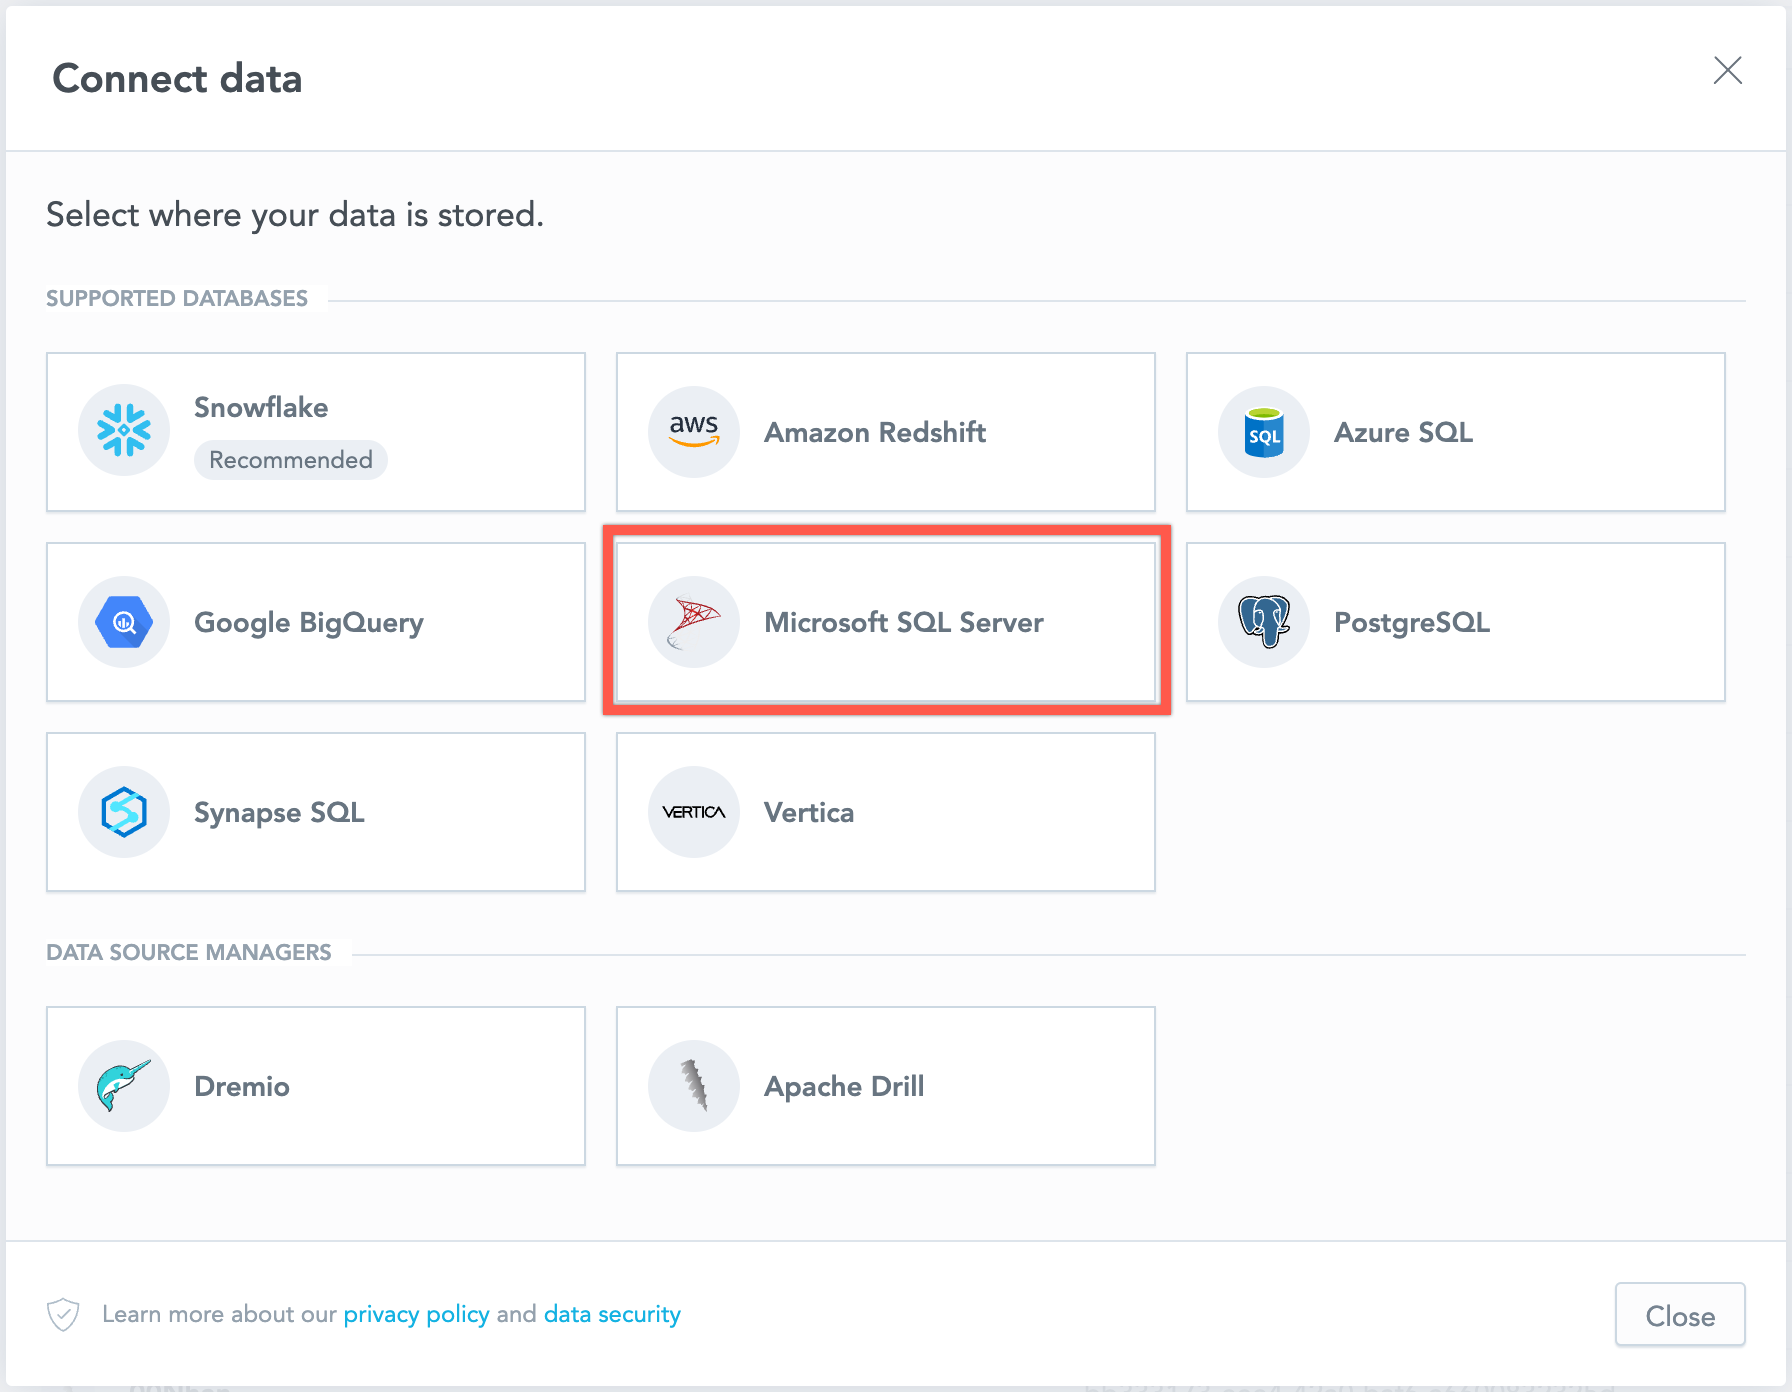 Connect data
Select where your data is stored.
SUPPORTED DATABASES
Snowflake
Recommended
aws
Amazon Redshift
SQL
Azure SQL
Google BigQuery
Microsoft SQL Server
PostgreSQL
Synapse SQL
VERTICA
Vertica
DATA SOURCE MANAGERS
Dremio
Apache Drill
Learn more about our privacy policy and data security
Close